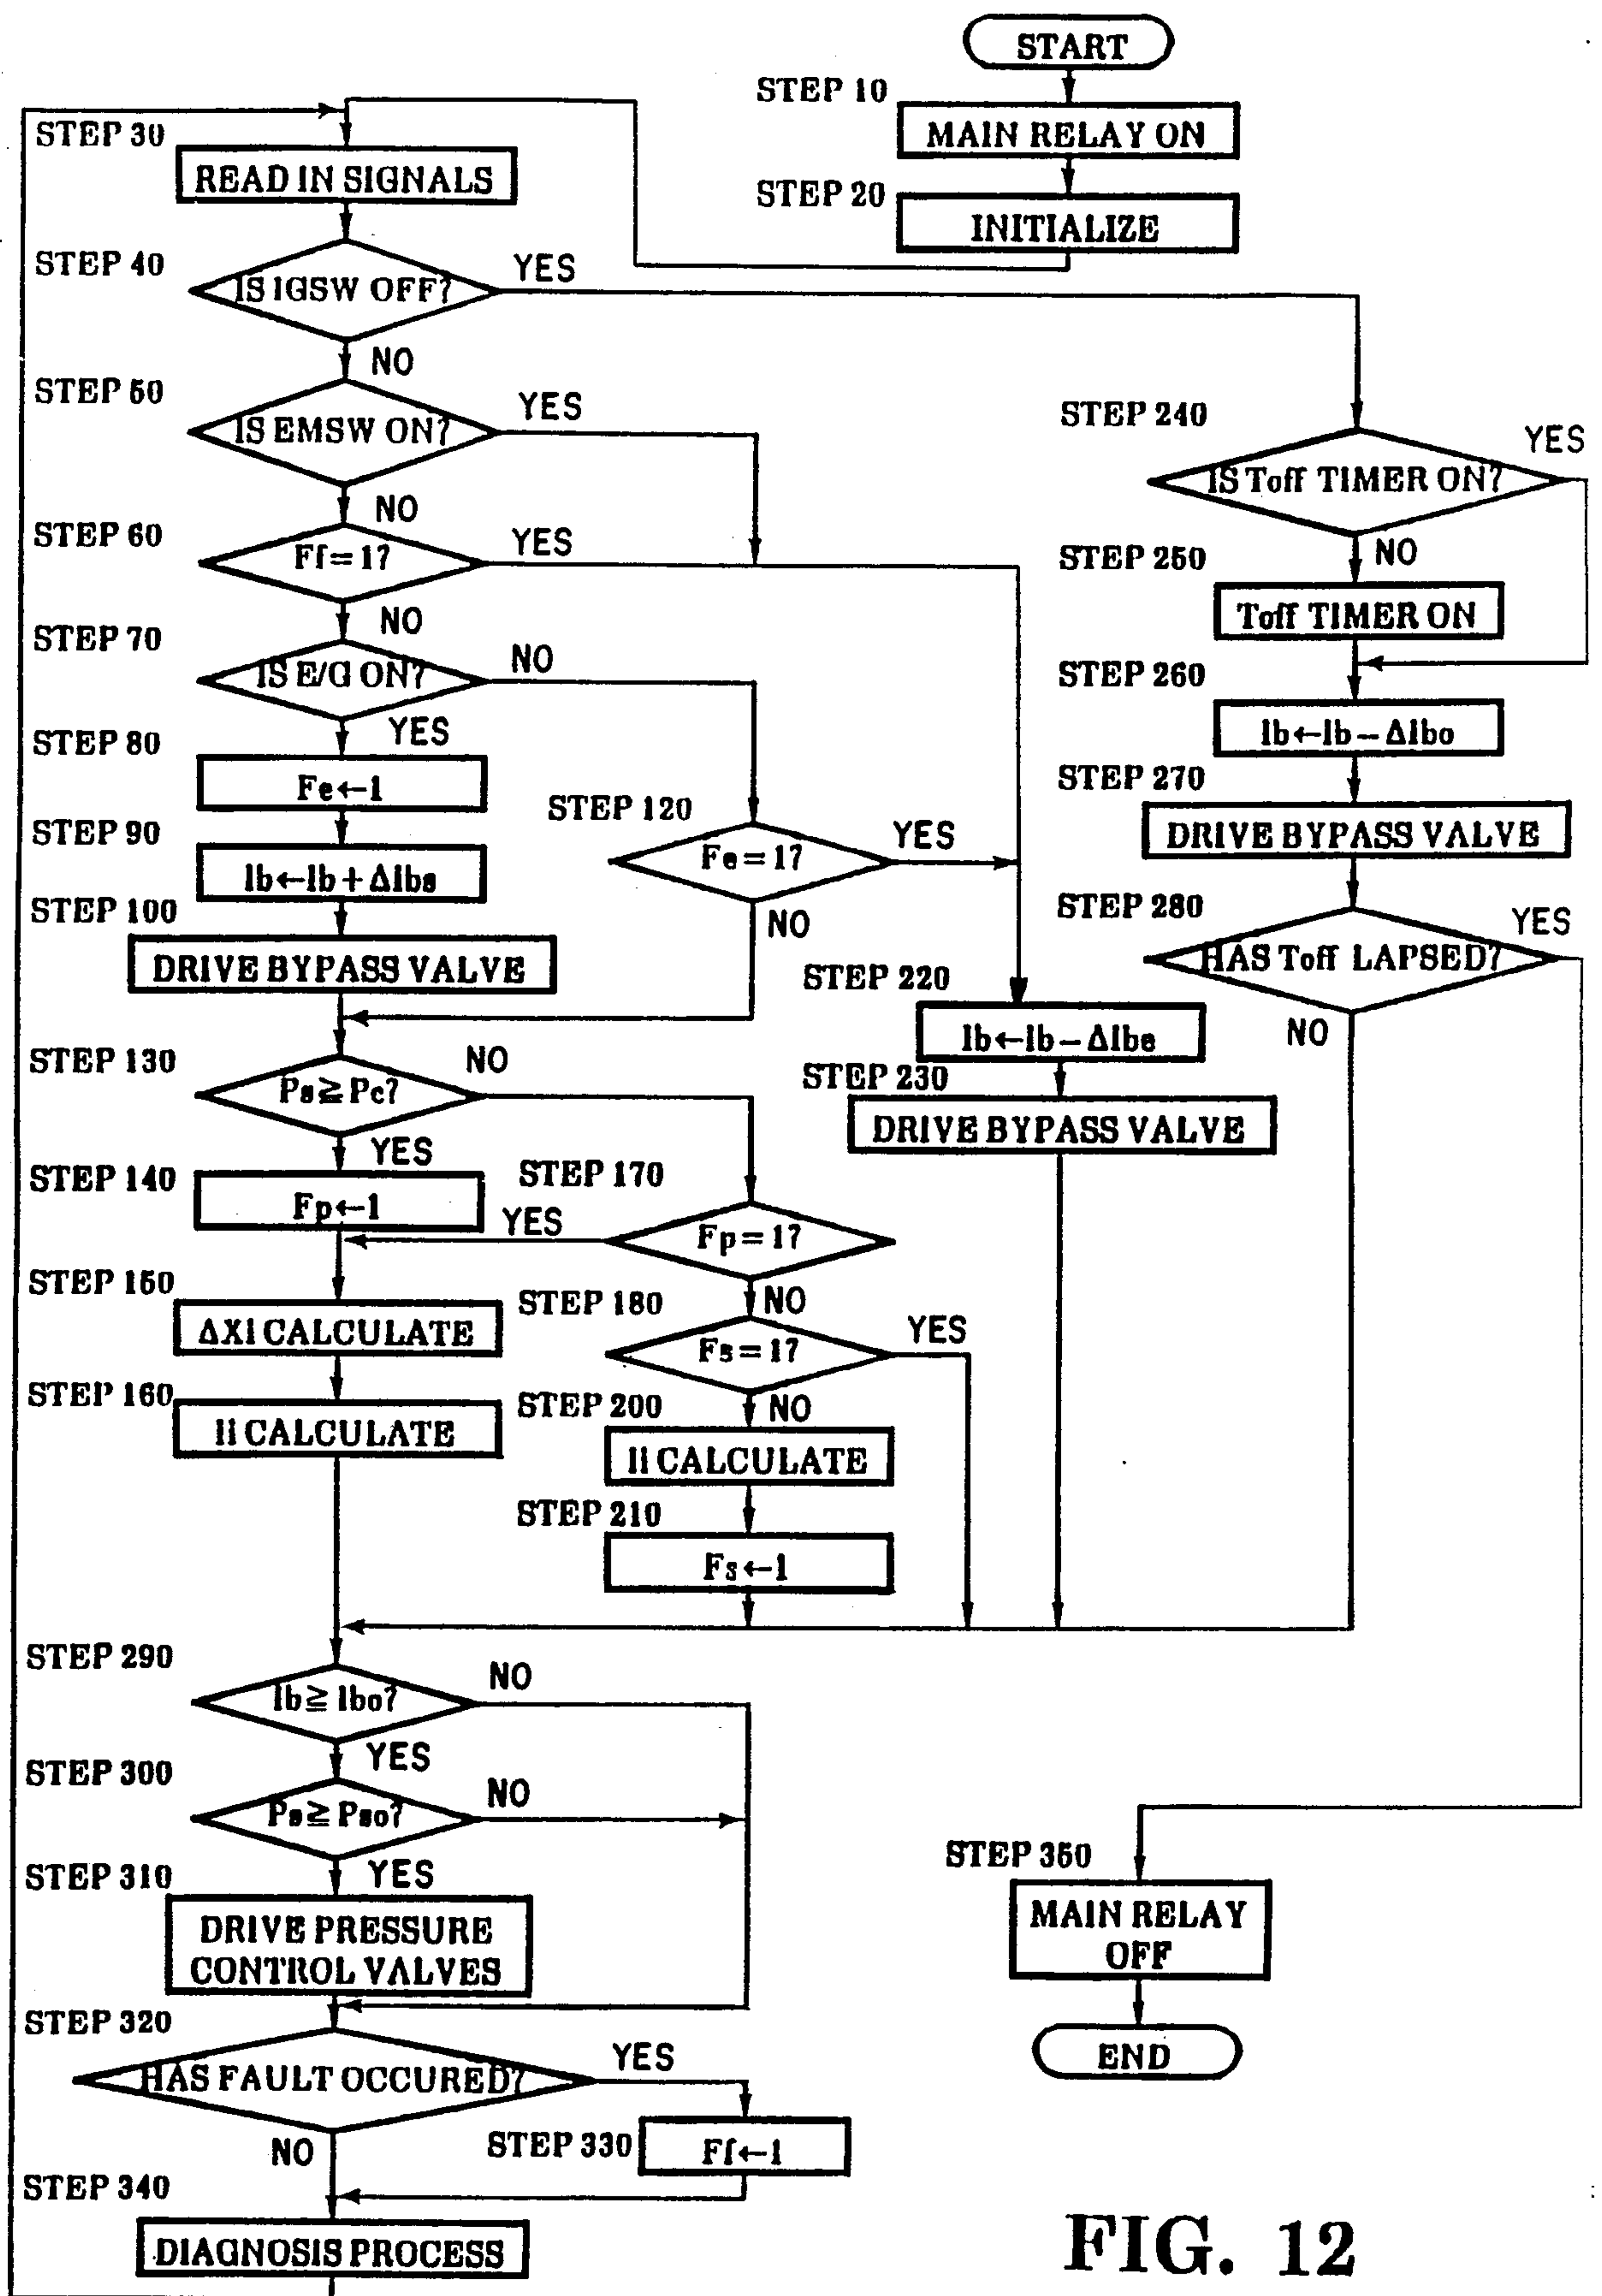 START
STEP 10
MAIN RELAY ON
STEP 20
INITIALIZE
STEP 30
READ IN SIGNALS
STEP 40
IS IGSW OFF?
YES
NO
STEP 50
IS EMSW ON?
YES
NO
STEP 60
Ff=1?
YES
NO
STEP 70
IS E/G ON?
NO
YES
STEP 80
Fe←1
STEP 90
Ib←Ib+ΔIbs
STEP 100
DRIVE BYPASS VALVE
STEP 120
Fe=1?
YES
NO
STEP 130
Ps≧Pc?
NO
YES
STEP 140
Fp←1
STEP 150
ΔXi CALCULATE
STEP 160
Ii CALCULATE
STEP 170
Fp=1?
YES
NO
STEP 180
Fs=1?
YES
NO
STEP 200
Ii CALCULATE
STEP 210
Fs←1
STEP 220
Ib←Ib-ΔIbe
STEP 230
DRIVE BYPASS VALVE
STEP 240
IS Toff TIMER ON?
YES
NO
STEP 250
Toff TIMER ON
STEP 260
Ib←Ib-ΔIbo
STEP 270
DRIVE BYPASS VALVE
STEP 280
HAS Toff LAPSED?
YES
NO
STEP 290
Ib≧Ibo?
NO
YES
STEP 300
Ps≧Pso?
NO
YES
STEP 310
DRIVE PRESSURE
CONTROL VALVES
STEP 320
HAS FAULT OCCURED?
YES
NO
STEP 330
Ff←1
STEP 340
DIAGNOSIS PROCESS
STEP 350
MAIN RELAY
OFF
END
FIG. 12